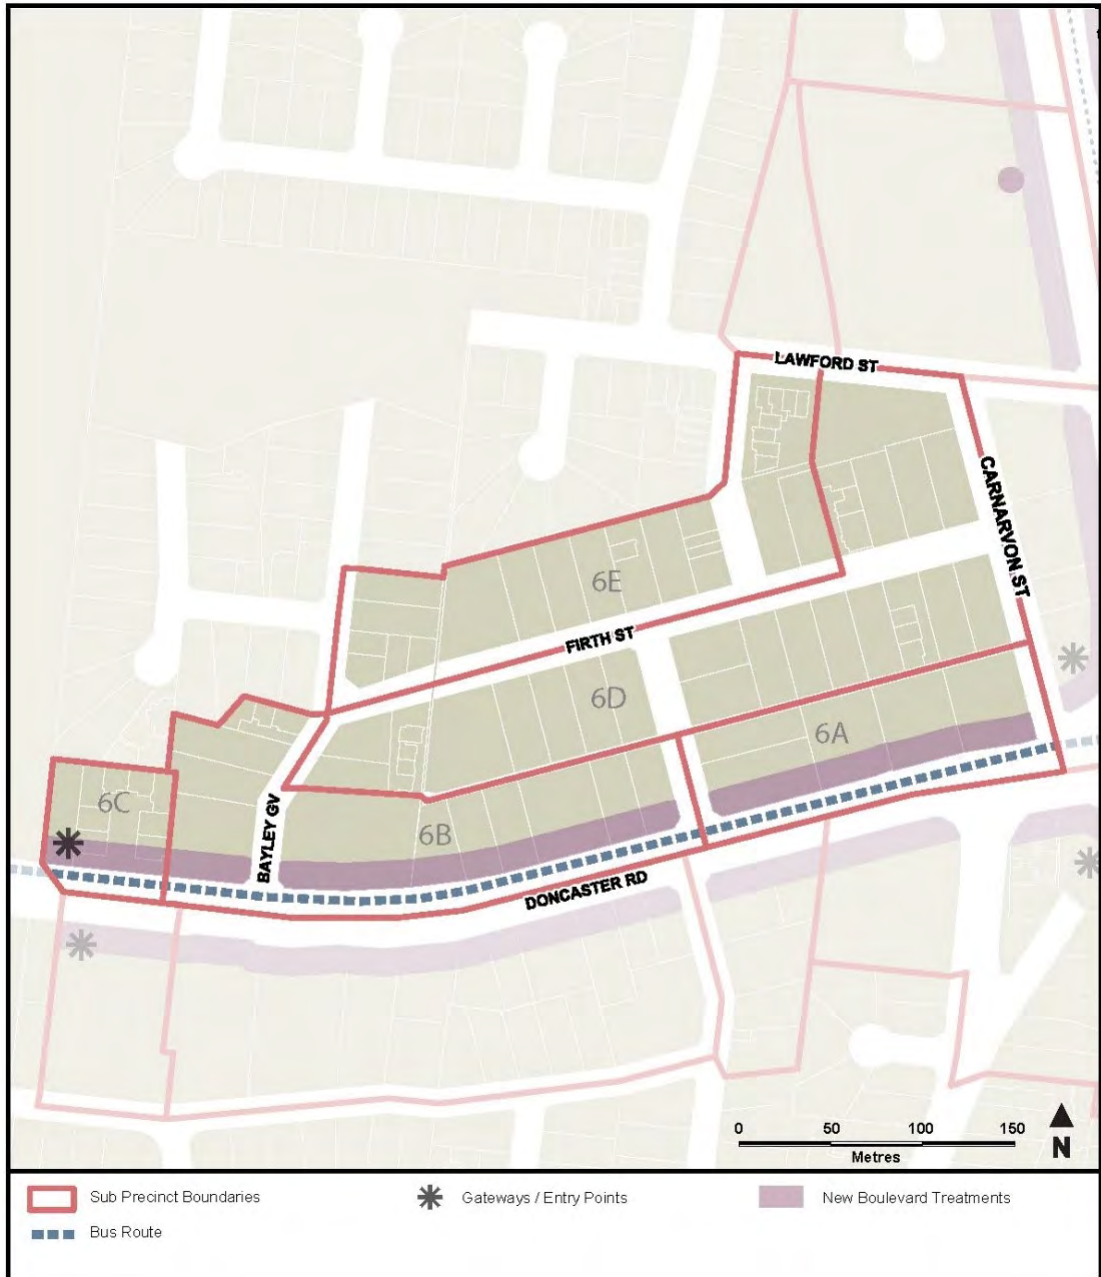 LAWFORD ST
CARNARVON ST
6E
FIRTH ST
6D
6A
6C
6B
BAYLEY GV
DONCASTER RD
0 50 100 150
Metres
N
Sub Precinct Boundaries
Gateways / Entry Points
New Boulevard Treatments
Bus Route